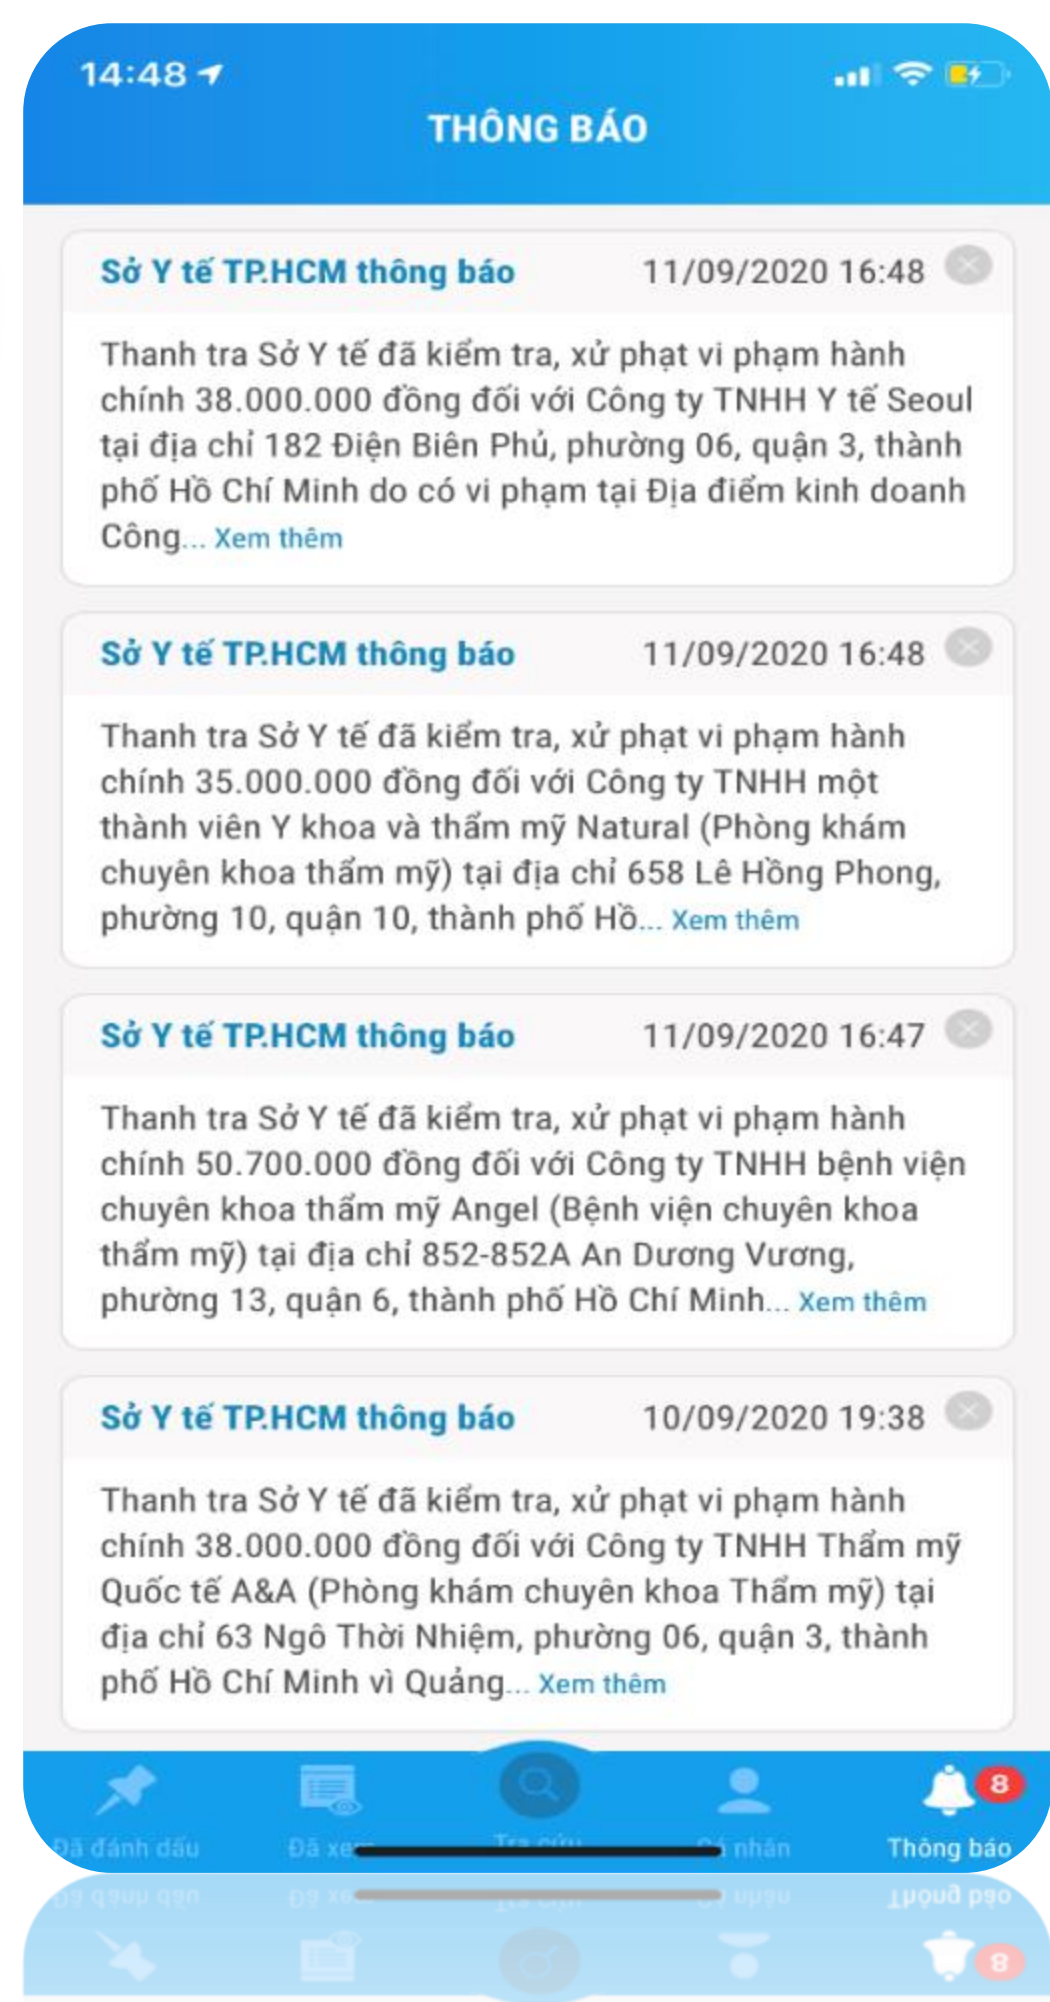 14:48
THÔNG BÁO
Sở Y tế TP.HCM thông báo 11/09/2020 16:48
Thanh tra Sở Y tế đã kiểm tra, xử phạt vi phạm hành
chính 38.000.000 đồng đối với Công ty TNHH Y tế Seoul
tại địa chỉ 182 Điện Biên Phủ, phường 06, quận 3, thành
phố Hồ Chí Minh do có vi phạm tại Địa điểm kinh doanh
Công... Xem thêm
Sở Y tế TP.HCM thông báo 11/09/2020 16:48
Thanh tra Sở Y tế đã kiểm tra, xử phạt vi phạm hành
chính 35.000.000 đồng đối với Công ty TNHH một
thành viên Y khoa và thẩm mỹ Natural (Phòng khám
chuyên khoa thẩm mỹ) tại địa chỉ 658 Lê Hồng Phong,
phường 10, quận 10, thành phố Hồ... Xem thêm
Sở Y tế TP.HCM thông báo 11/09/2020 16:47
Thanh tra Sở Y tế đã kiểm tra, xử phạt vi phạm hành
chính 50.700.000 đồng đối với Công ty TNHH bệnh viện
chuyên khoa thẩm mỹ Angel (Bệnh viện chuyên khoa
thẩm mỹ) tại địa chỉ 852-852A An Dương Vương,
phường 13, quận 6, thành phố Hồ Chí Minh... Xem thêm
Sở Y tế TP.HCM thông báo 10/09/2020 19:38
Thanh tra Sở Y tế đã kiểm tra, xử phạt vi phạm hành
chính 38.000.000 đồng đối với Công ty TNHH Thẩm mỹ
Quốc tế A&A (Phòng khám chuyên khoa Thẩm mỹ) tại
địa chỉ 63 Ngô Thời Nhiệm, phường 06, quận 3, thành
phố Hồ Chí Minh vì Quảng... Xem thêm
8
Đã đánh dấu Đã xem Tra cứu Cá nhân Thông báo